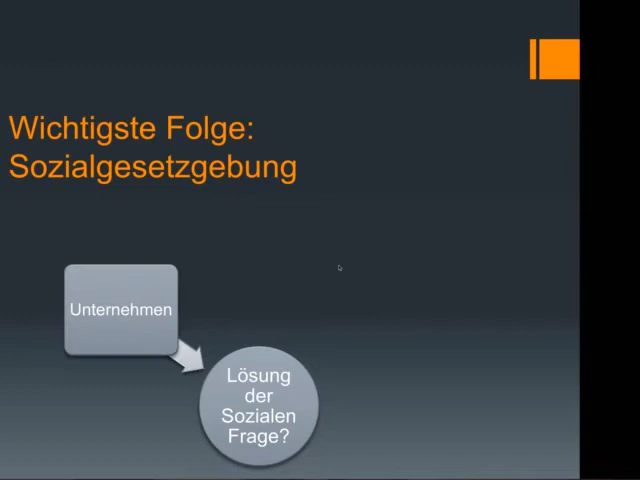 Wichtigste Folge:
Sozialgesetzgebung
Unternehmen
Lösung
der
Sozialen
Frage?